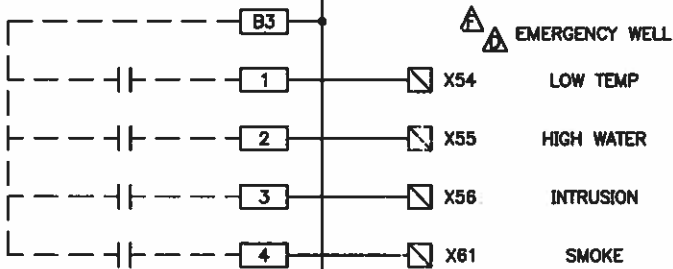 B3
F
D EMERGENCY WELL
1 X54 LOW TEMP
2 X55 HIGH WATER
3 X56 INTRUSION
4 X61 SMOKE